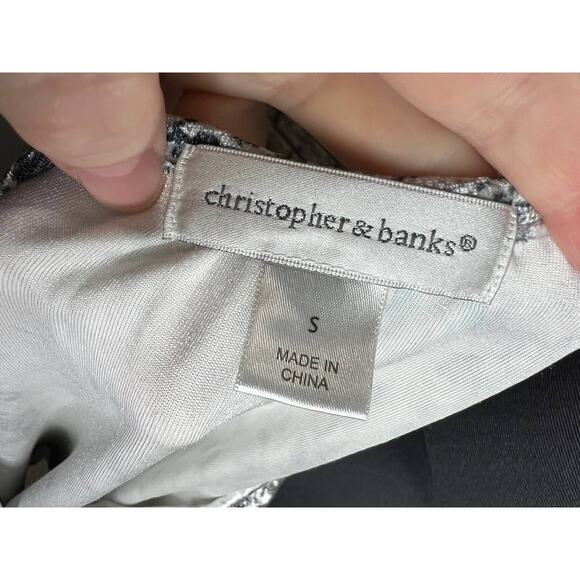 christopher & banks®
S
MADE IN
CHINA